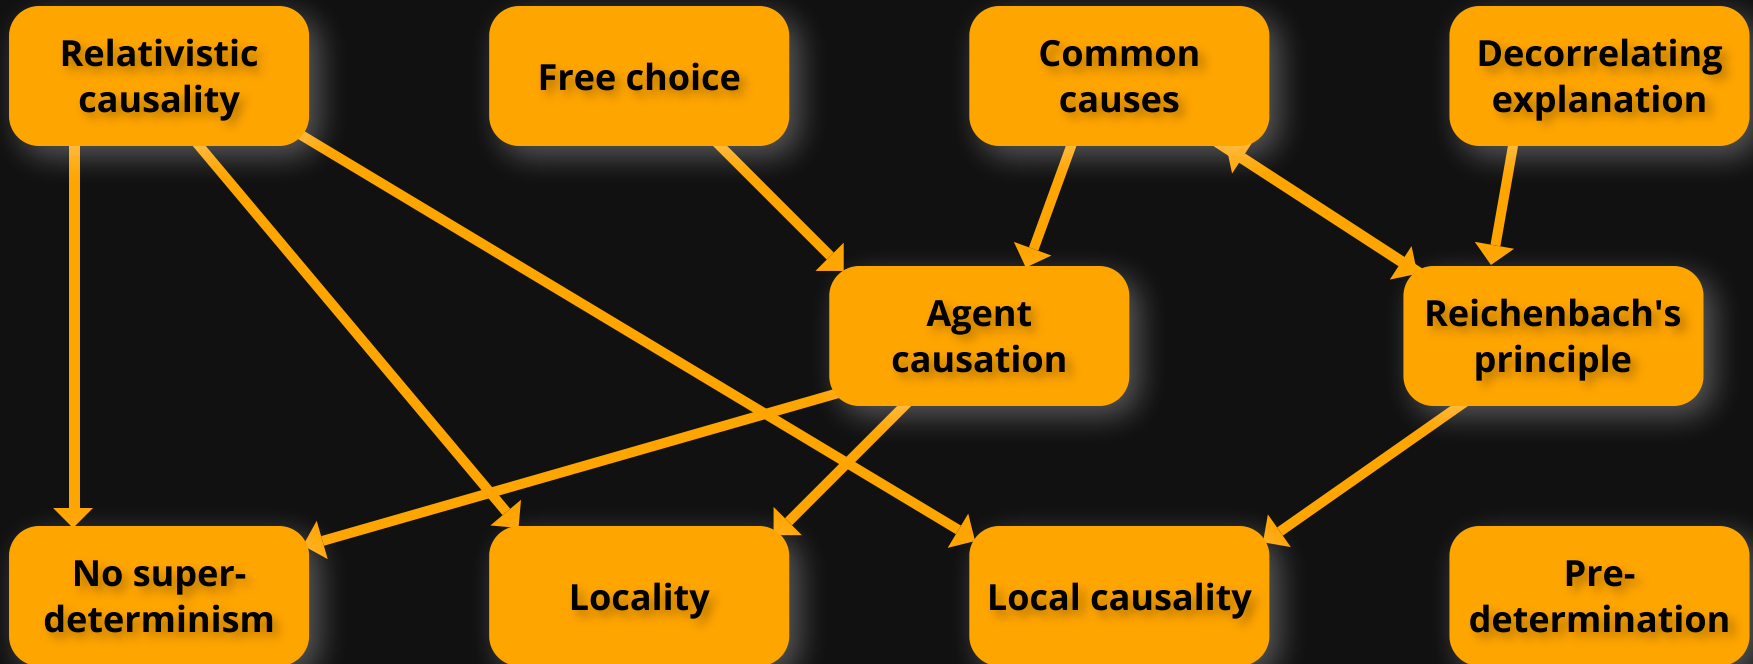 Relativistic
causality
Free choice
Common
causes
Decorrelating
explanation
Agent
causation
Reichenbach's
principle
No super-
determinism
Locality
Local causality
Pre-
determination